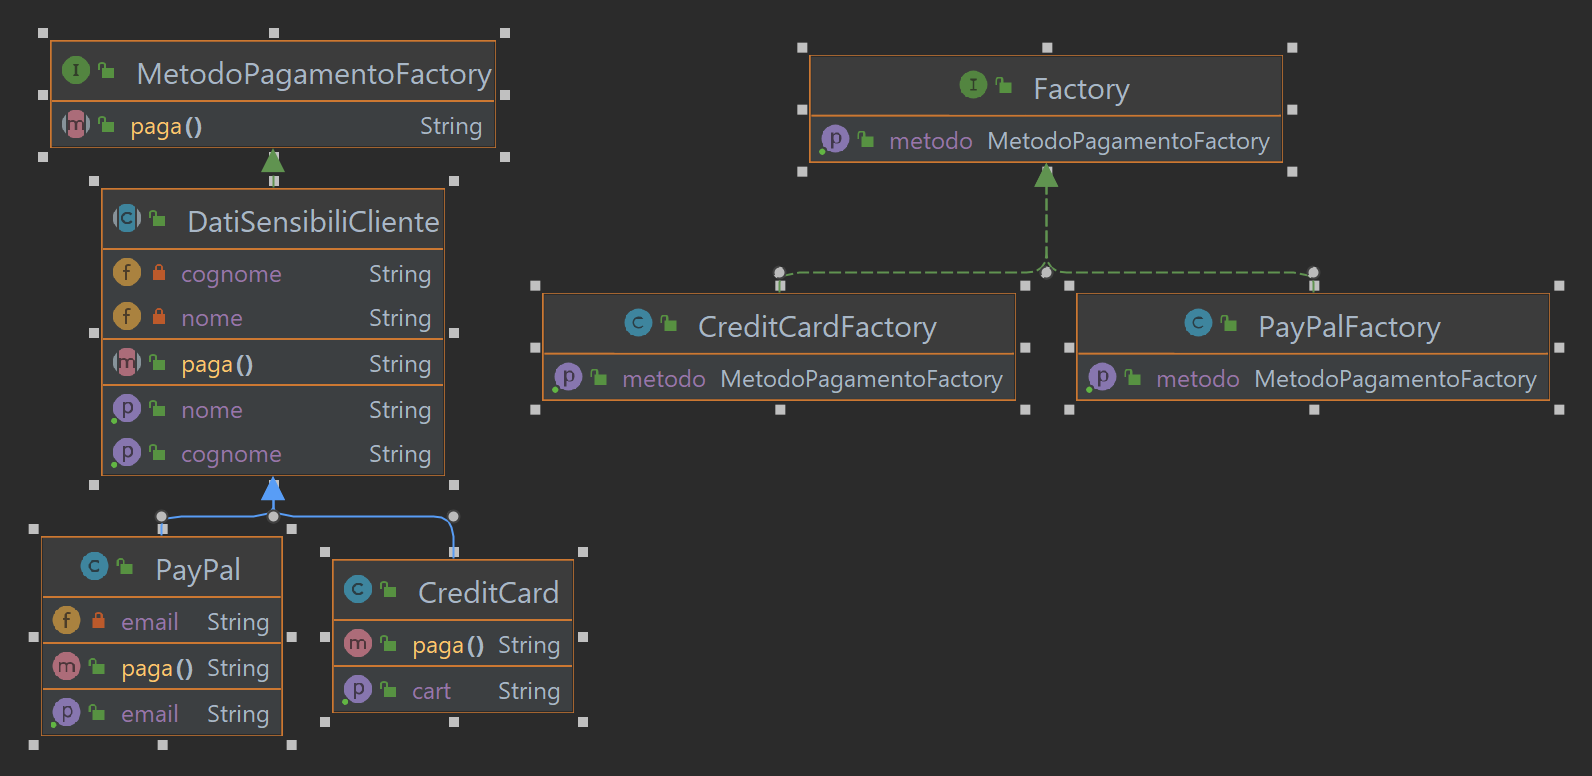 I MetodoPagamentoFactory
m paga() String
C DatiSensibiliCliente
f cognome String
f nome String
m paga() String
p nome String
p cognome String
C PayPal
f email String
m paga() String
p email String
C CreditCard
m paga() String
p cart String
I Factory
p metodo MetodoPagamentoFactory
C CreditCardFactory
p metodo MetodoPagamentoFactory
C PayPalFactory
p metodo MetodoPagamentoFactory